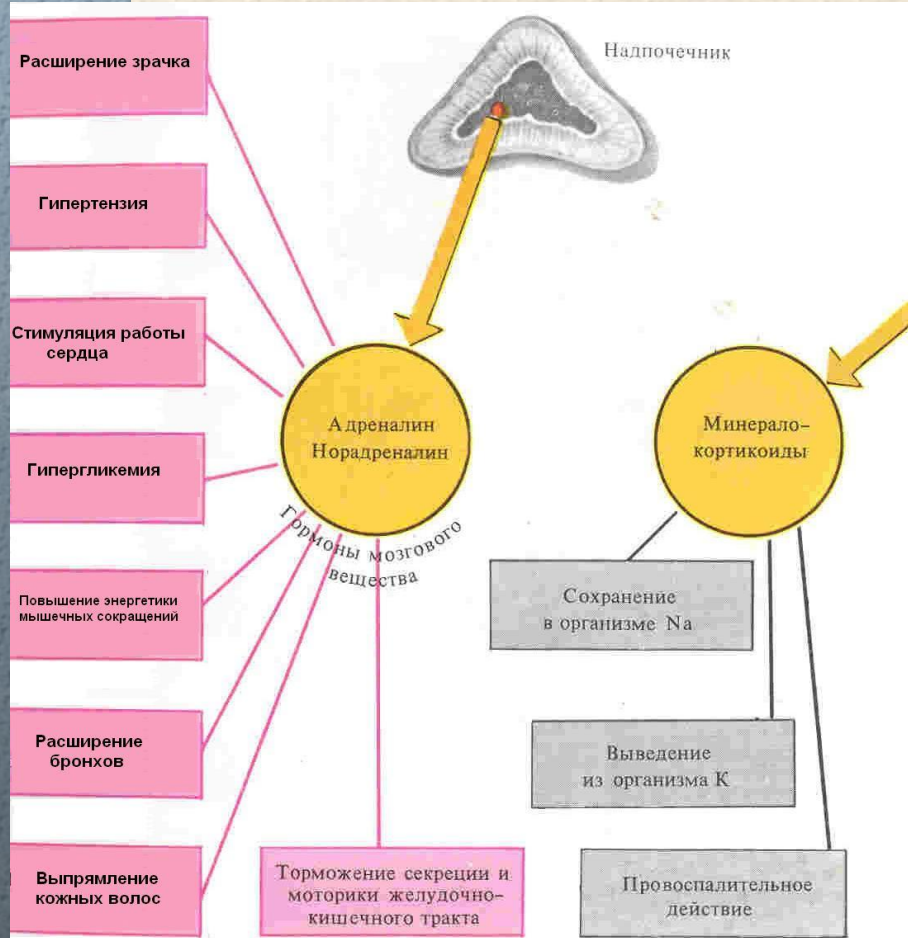 Надпочечник
Расширение зрачка
Гипертензия
Стимуляция работы
сердца
Гипергликемия
Повышение энергетики
мышечных сокращений
Расширение
бронхов
Выпрямление
кожных волос
Адреналин
Норадреналин
Гормоны мозгового
вещества
Торможение секреции и
моторики желудочно-
кишечного тракта
Минерало-
кортикоиды
Сохранение
в организме Na
Выведение
из организма K
Провоспалительное
действие